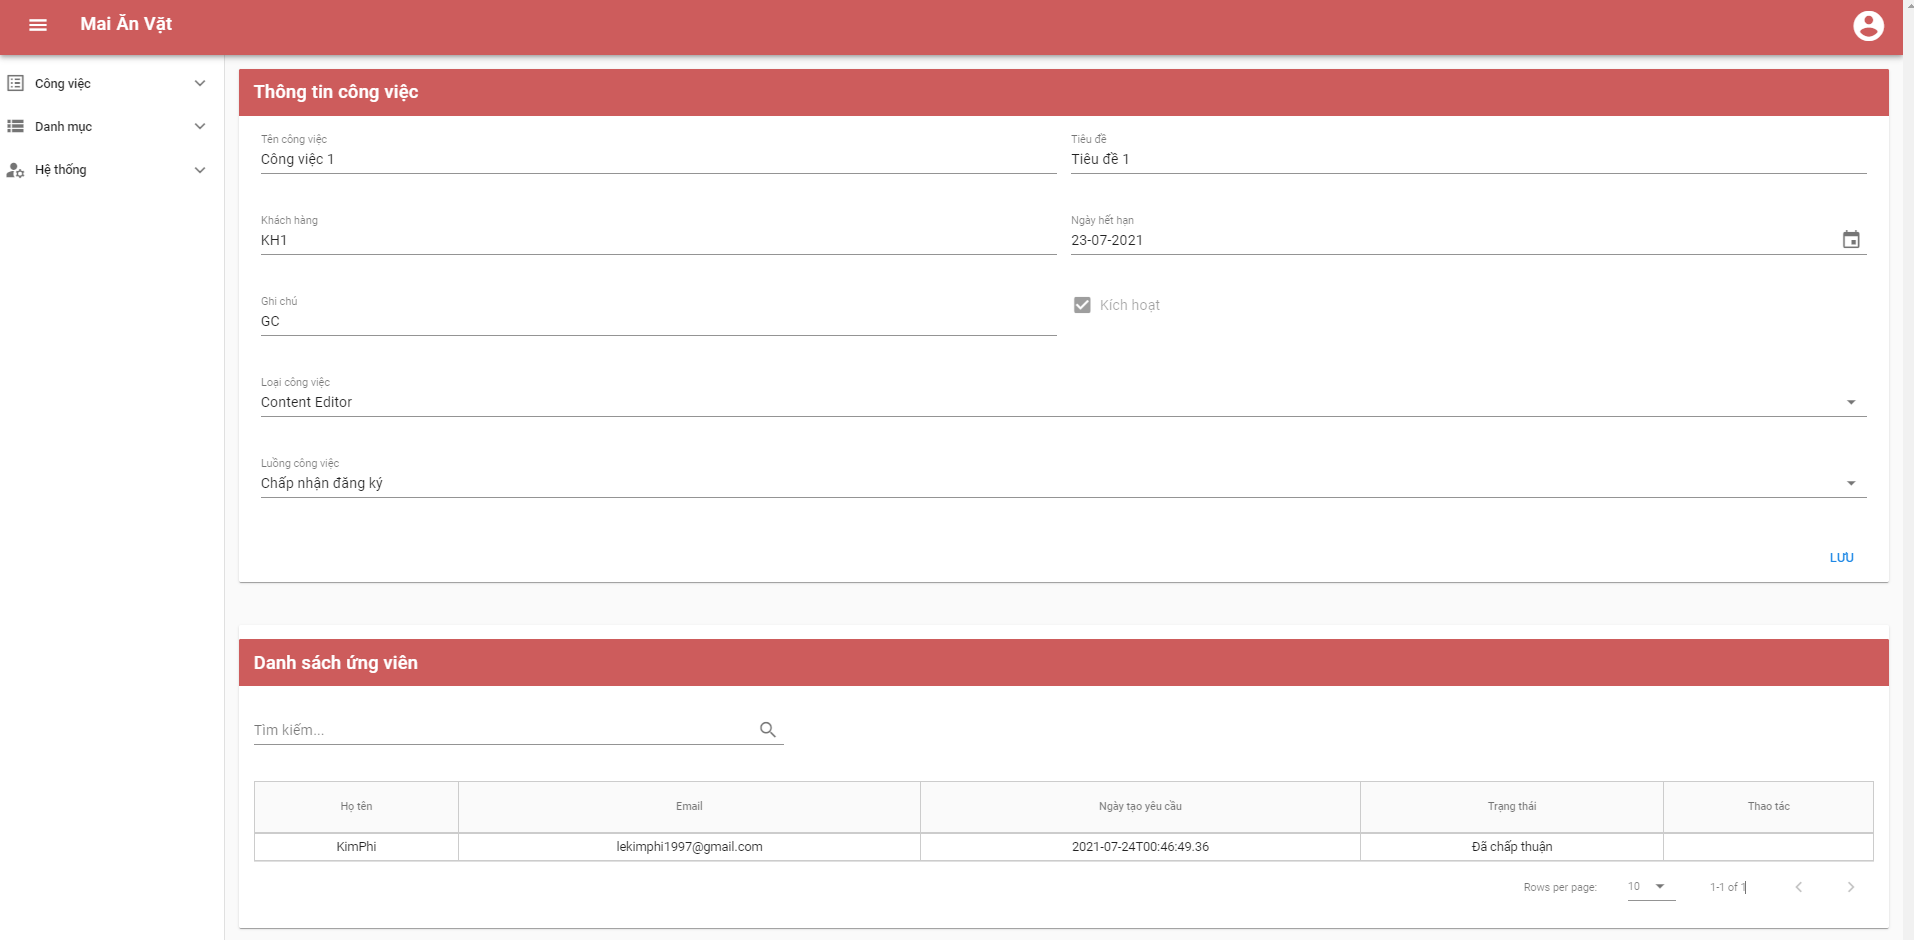 Mai Ăn Vặt
Công việc
Danh mục
Hệ thống
Thông tin công việc
Tên công việc
Công việc 1
Tiêu đề
Tiêu đề 1
Khách hàng
KH1
Ngày hết hạn
23-07-2021
Ghi chú
GC
Kích hoạt
Loại công việc
Content Editor
Luồng công việc
Chấp nhận đăng ký
LƯU
Danh sách ứng viên
Tìm kiếm...
Họ tên Email Ngày tạo yêu cầu Trạng thái Thao tác
KimPhi lekimphi1997@gmail.com 2021-07-24T00:46:49.36 Đã chấp thuận
Rows per page: 10 1-1 of 1